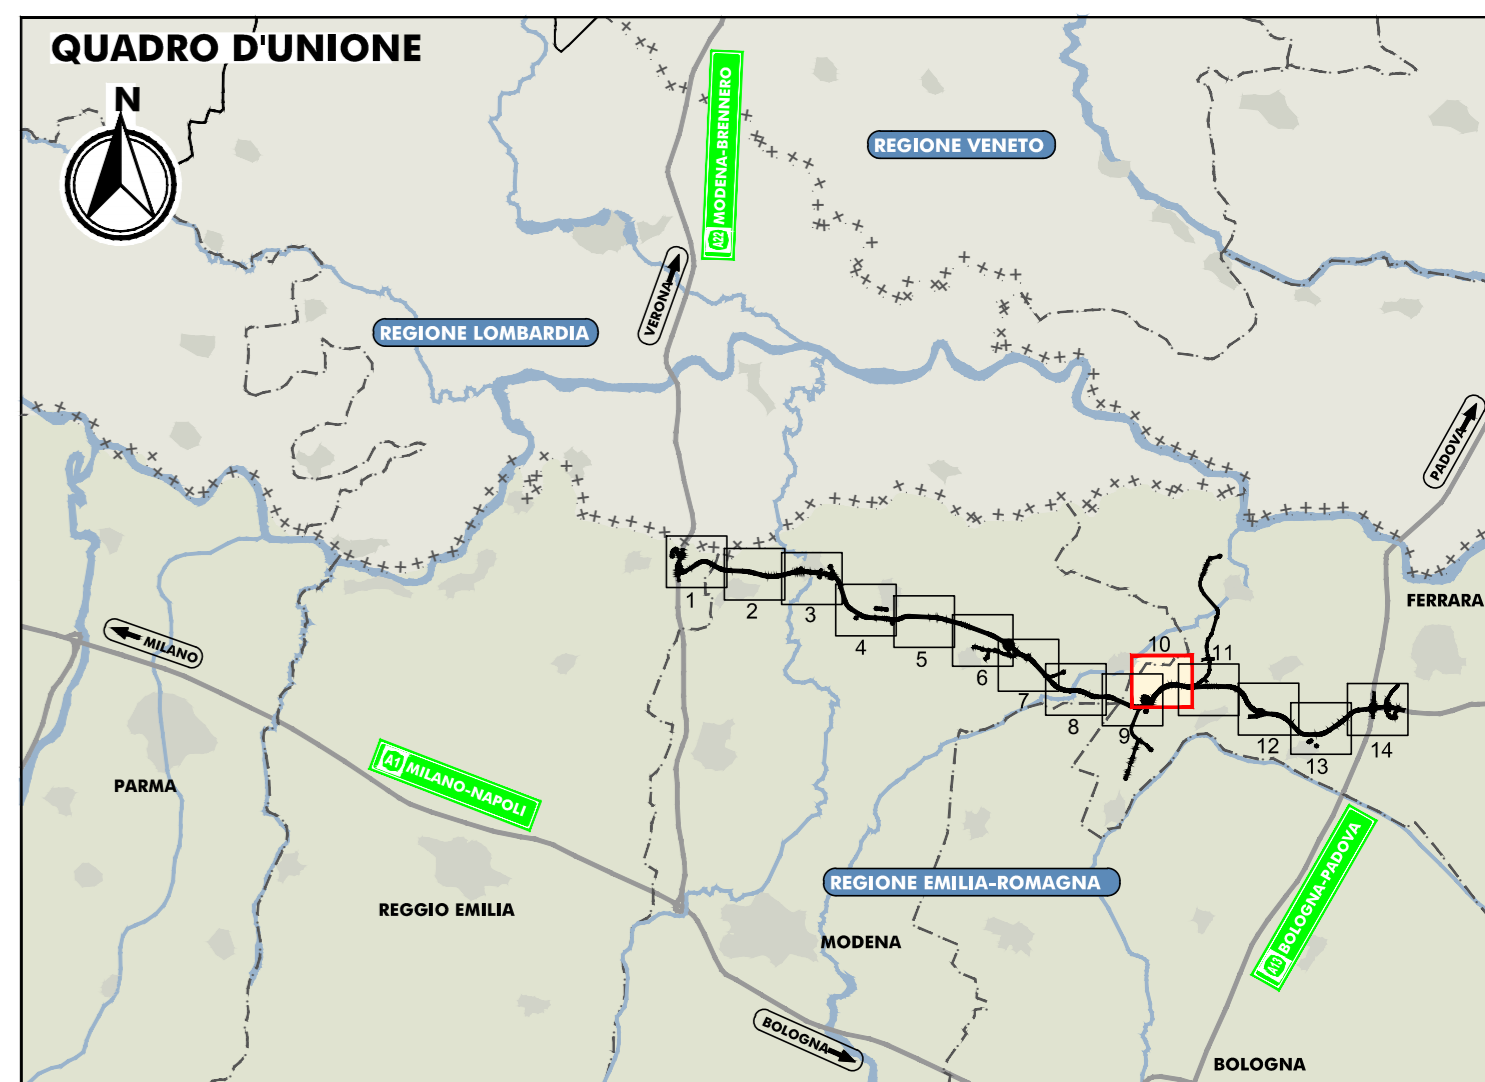 QUADRO D'UNIONE
N
A22 MODENA-BRENNERO
REGIONE VENETO
VERONA
REGIONE LOMBARDIA
PADOVA
FERRARA
MILANO
1
2
3
4
5
6
7
8
9
10
11
12
13
14
PARMA
A1 MILANO-NAPOLI
A13 BOLOGNA-PADOVA
REGIONE EMILIA-ROMAGNA
REGGIO EMILIA
MODENA
BOLOGNA
BOLOGNA